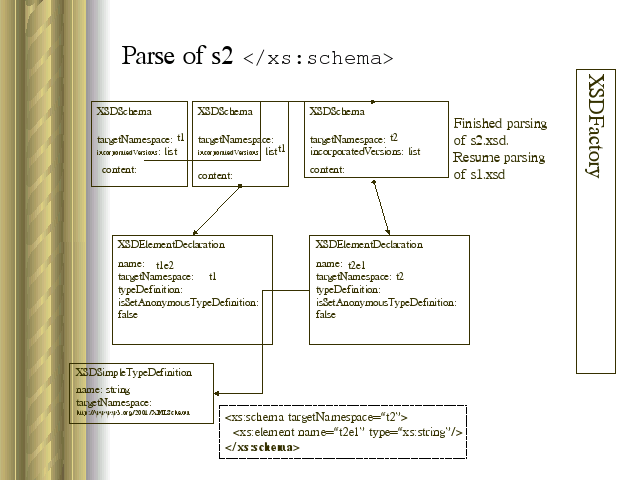 Parse of s2 </xs:schema>
XSDFactory
XSDSchema
targetNamespace: t1
incorporatedVersions: list
content:
XSDSchema
targetNamespace:
incorporatedVersions: list t1
content:
XSDSchema
targetNamespace: t2
incorporatedVersions: list
content:
Finished parsing
of s2.xsd.
Resume parsing
of s1.xsd
XSDElementDeclaration
name: t1e2
targetNamespace: t1
typeDefinition:
isSetAnonymousTypeDefinition:
false
XSDElementDeclaration
name: t2e1
targetNamespace: t2
typeDefinition:
isSetAnonymousTypeDefinition:
false
XSDSimpleTypeDefinition
name: string
targetNamespace:
http://www.w3.org/2001/XMLSchema
<xs:schema targetNamespace=“t2”>
<xs:element name=“t2e1” type=“xs:string”/>
</xs:schema>